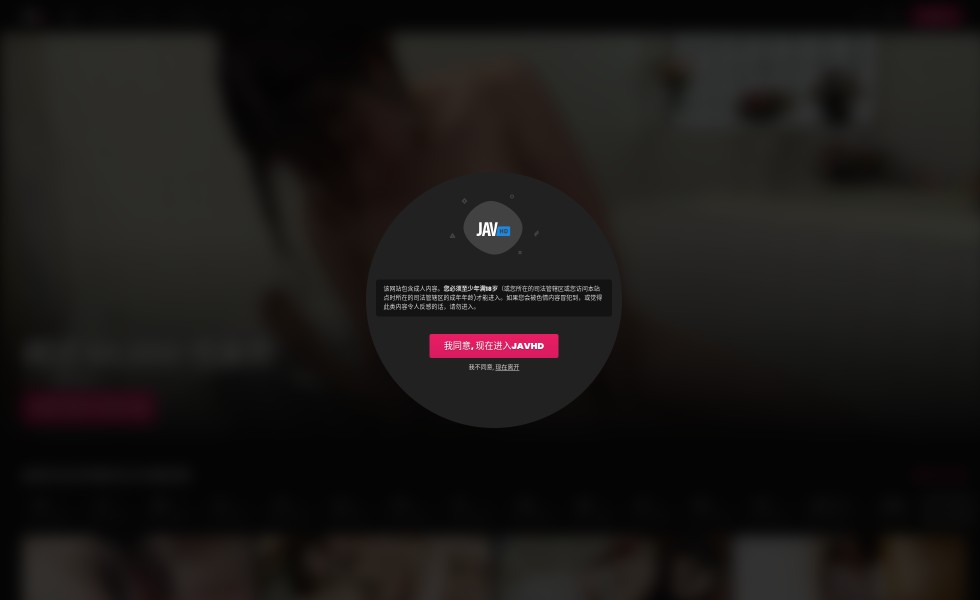 JAV HD
该网站包含成人内容。您必须至少年满18岁（或您所在的司法管辖区或您访问本站
点时所在的司法管辖区的成年年龄)才能进入。如果您会被色情内容冒犯到，或觉得
此类内容令人反感的话，请勿进入。
我同意, 现在进入JAVHD
我不同意, 现在离开